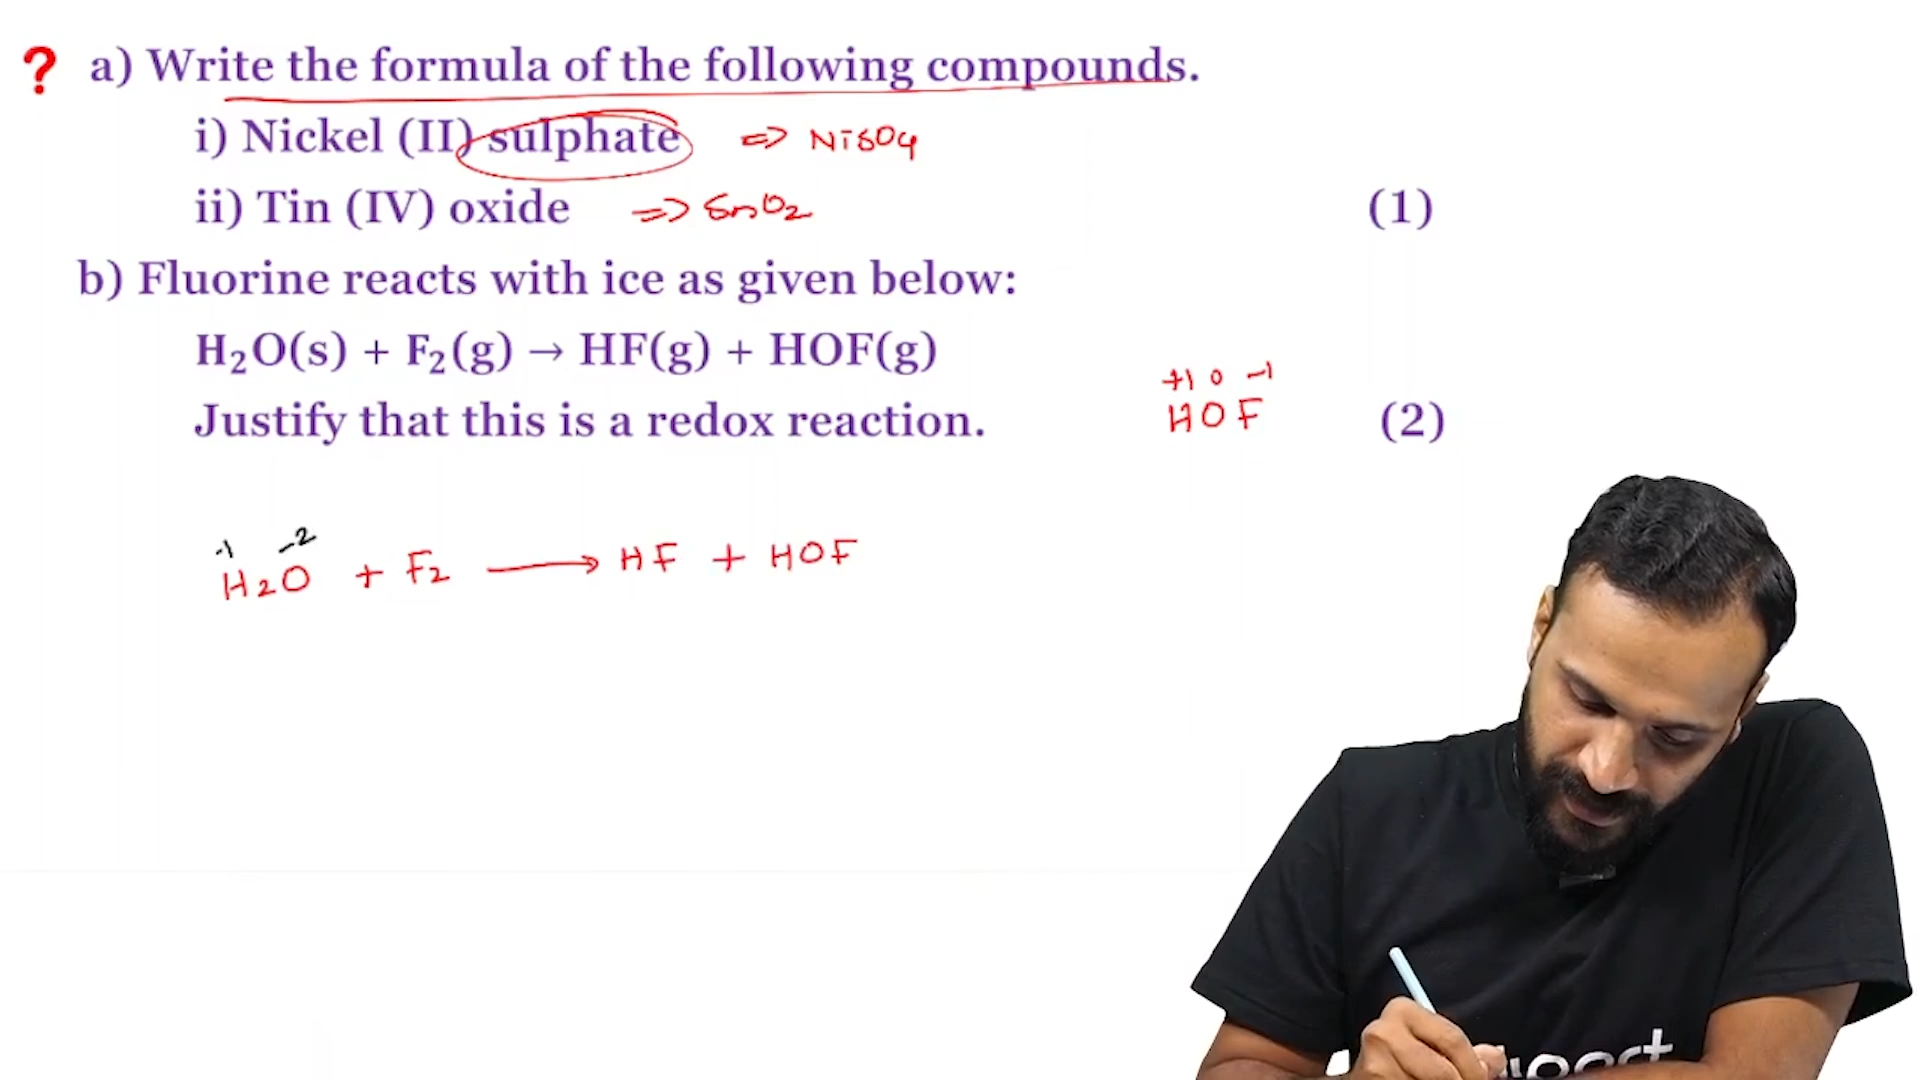 ? a) Write the formula of the following compounds.
i) Nickel (II) sulphate ⇒ NiSO4
ii) Tin (IV) oxide ⇒ SnO2 (1)
b) Fluorine reacts with ice as given below:
H₂O(s) + F₂(g) → HF(g) + HOF(g)
+1 0 -1
HOF
Justify that this is a redox reaction. (2)
-1 -2
H2O + F2 → HF + HOF